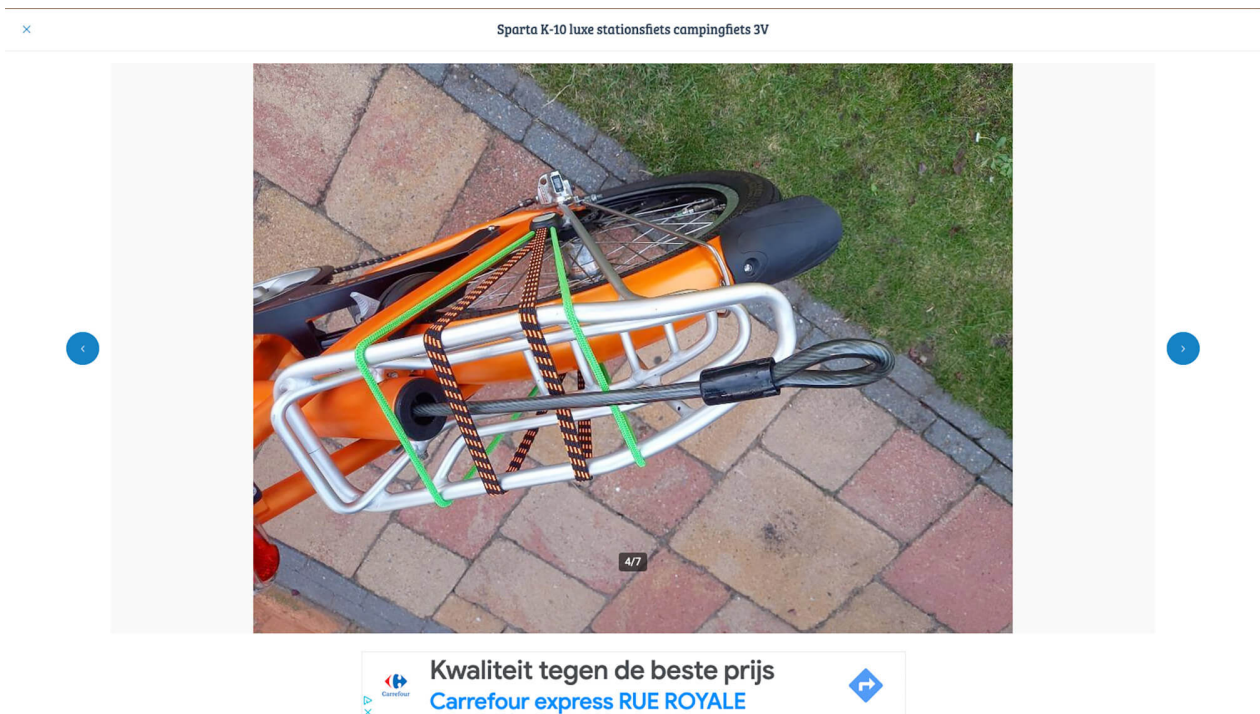 Sparta K-10 luxe stationsfiets campingfiets 3V
4/7
Kwaliteit tegen de beste prijs
Carrefour
Carrefour express RUE ROYALE